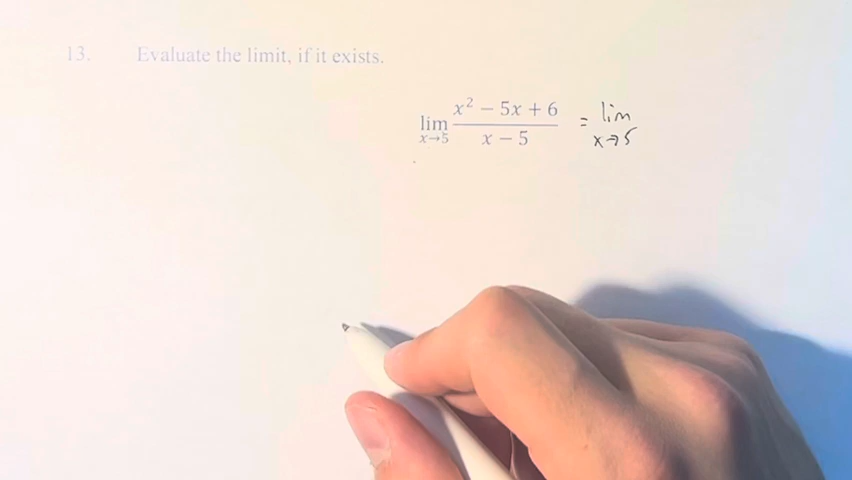 13. Evaluate the limit, if it exists.
lim x→5 x² − 5x + 6 / x − 5 = lim x→5